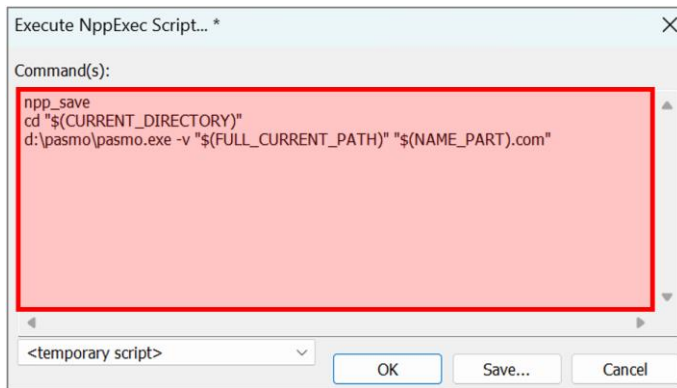 Execute NppExec Script... *
Command(s):
npp_save
cd "$(CURRENT_DIRECTORY)"
d:\pasmo\pasmo.exe -v "$(FULL_CURRENT_PATH)" "$(NAME_PART).com"
<temporary script>
OK Save... Cancel